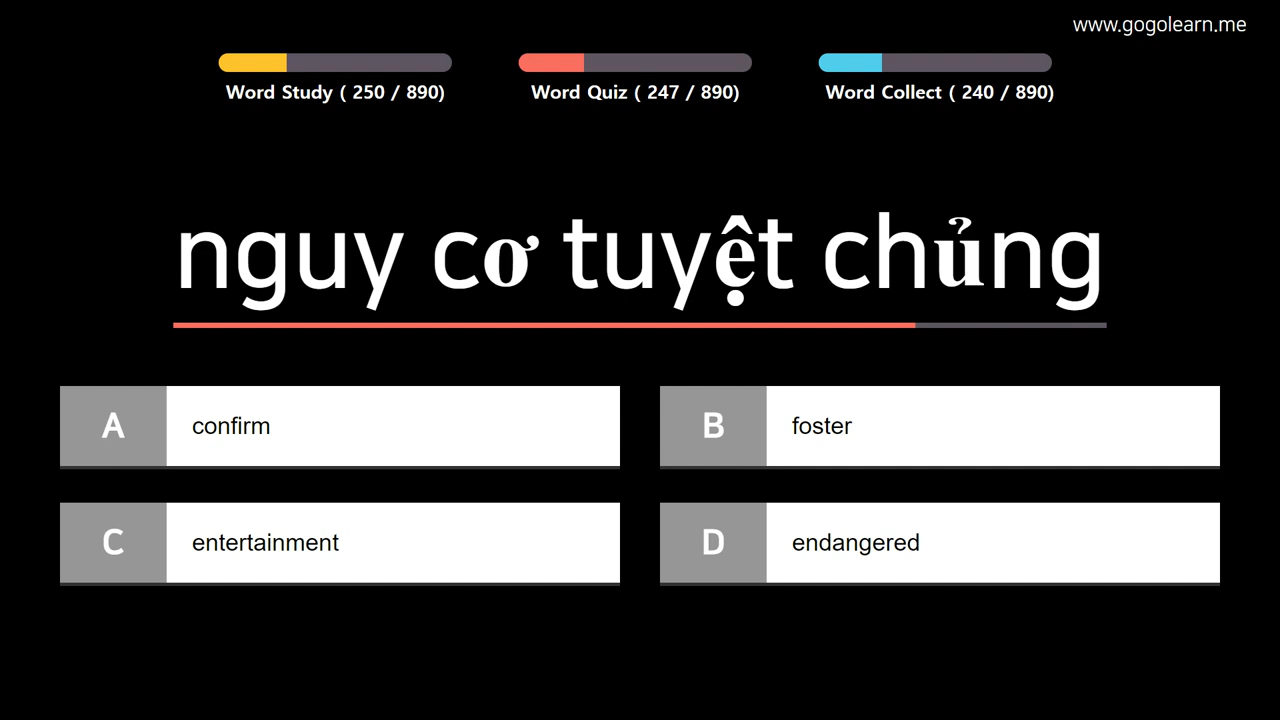 www.gogolearn.me
Word Study ( 250 / 890)
Word Quiz ( 247 / 890)
Word Collect ( 240 / 890)
nguy cơ tuyệt chủng
A confirm
B foster
C entertainment
D endangered